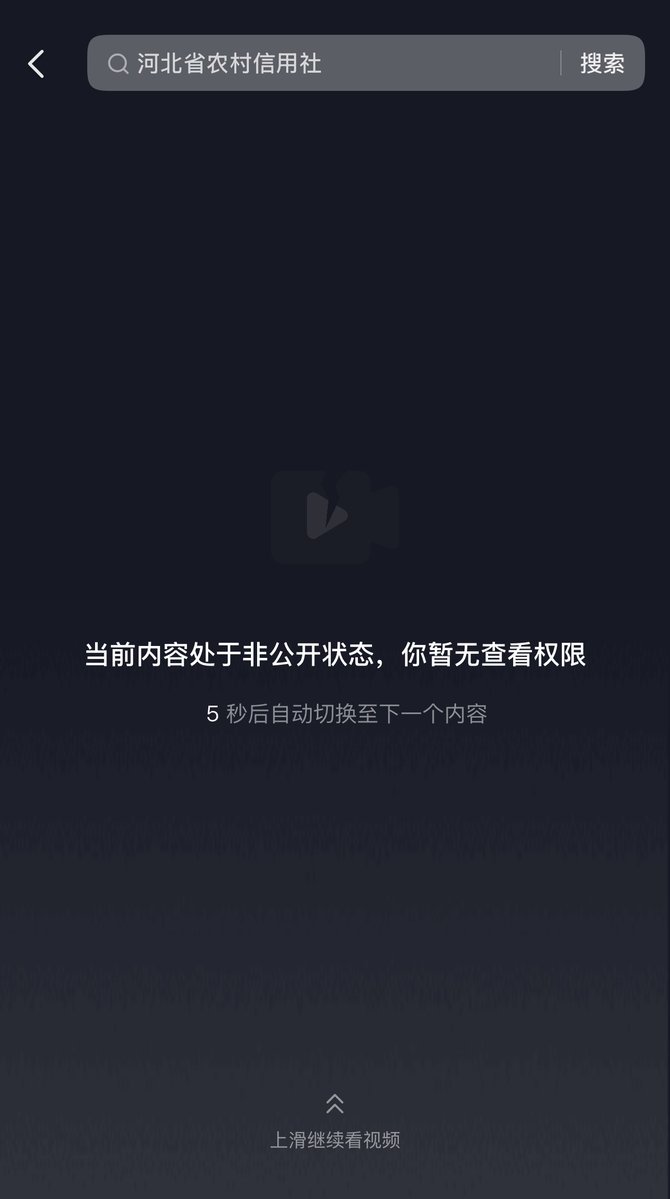 河北省农村信用社
搜索
当前内容处于非公开状态，你暂无查看权限
5 秒后自动切换至下一个内容
上滑继续看视频